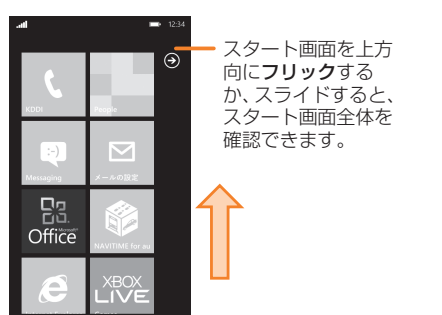 12:34
スタート画面を上方
向にフリックする
か、スライドすると、
スタート画面全体を
確認できます。
KDDI
People
Messaging
メールの設定
Microsoft
Office
NAVITIME for au
XBOX
LIVE